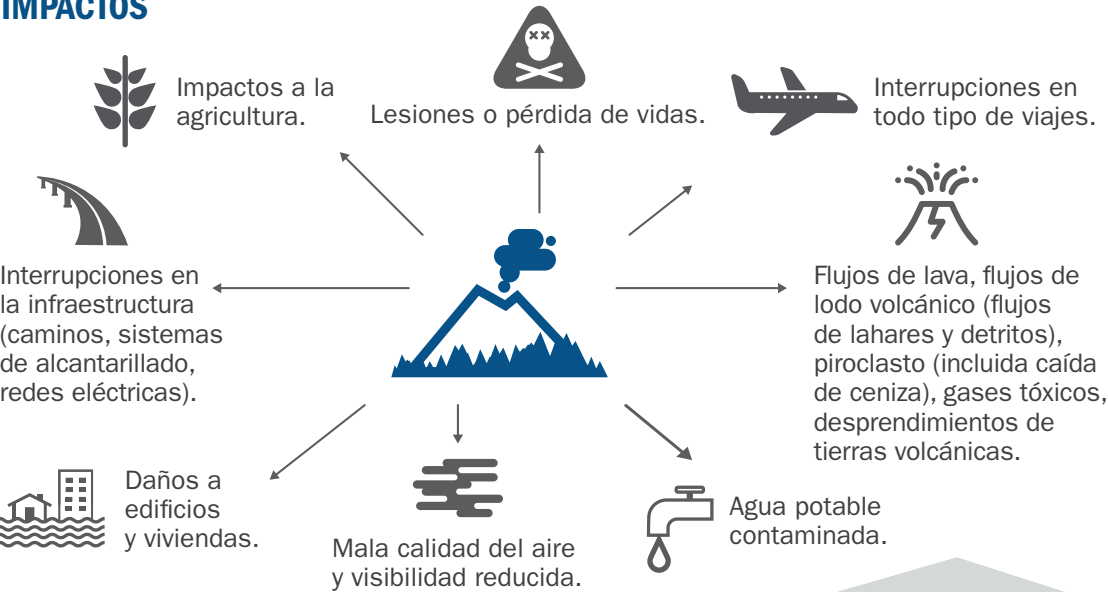 IMPACTOS
Impactos a la
agricultura.
Lesiones o pérdida de vidas.
Interrupciones en
todo tipo de viajes.
Interrupciones en
la infraestructura
(caminos, sistemas
de alcantarillado,
redes eléctricas).
Flujos de lava, flujos de
lodo volcánico (flujos
de lahares y detritos),
piroclasto (incluida caída
de ceniza), gases tóxicos,
desprendimientos de
tierras volcánicas.
Daños a
edificios
y viviendas.
Mala calidad del aire
y visibilidad reducida.
Agua potable
contaminada.